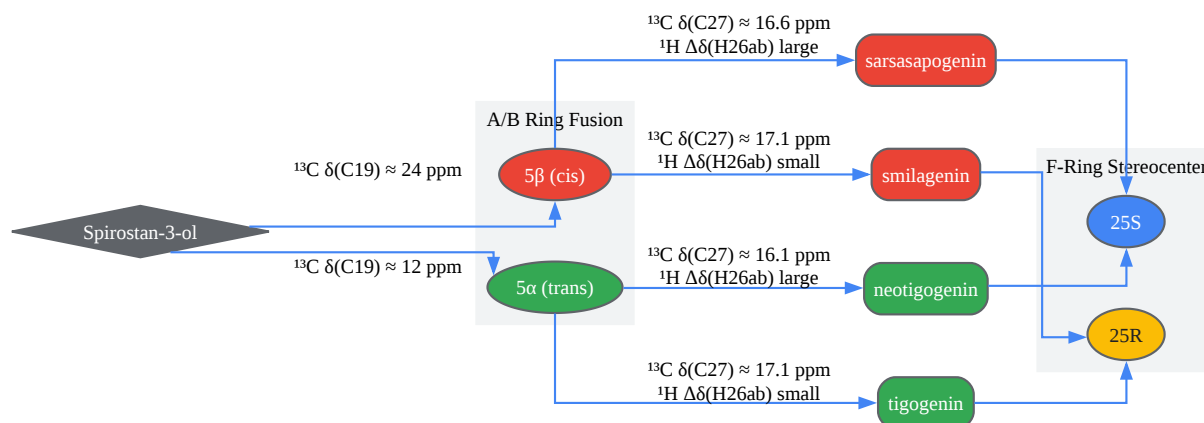 ¹³C δ(C27) ≈ 16.6 ppm
¹H Δδ(H26ab) large
sarsasapogenin
A/B Ring Fusion
¹³C δ(C27) ≈ 17.1 ppm
¹H Δδ(H26ab) small
¹³C δ(C19) ≈ 24 ppm
5β (cis)
smilagenin
F-Ring Stereocenter
Spirostan-3-ol
25S
¹³C δ(C19) ≈ 12 ppm
¹³C δ(C27) ≈ 16.1 ppm
¹H Δδ(H26ab) large
5α (trans)
neotigogenin
25R
¹³C δ(C27) ≈ 17.1 ppm
¹H Δδ(H26ab) small
tigogenin